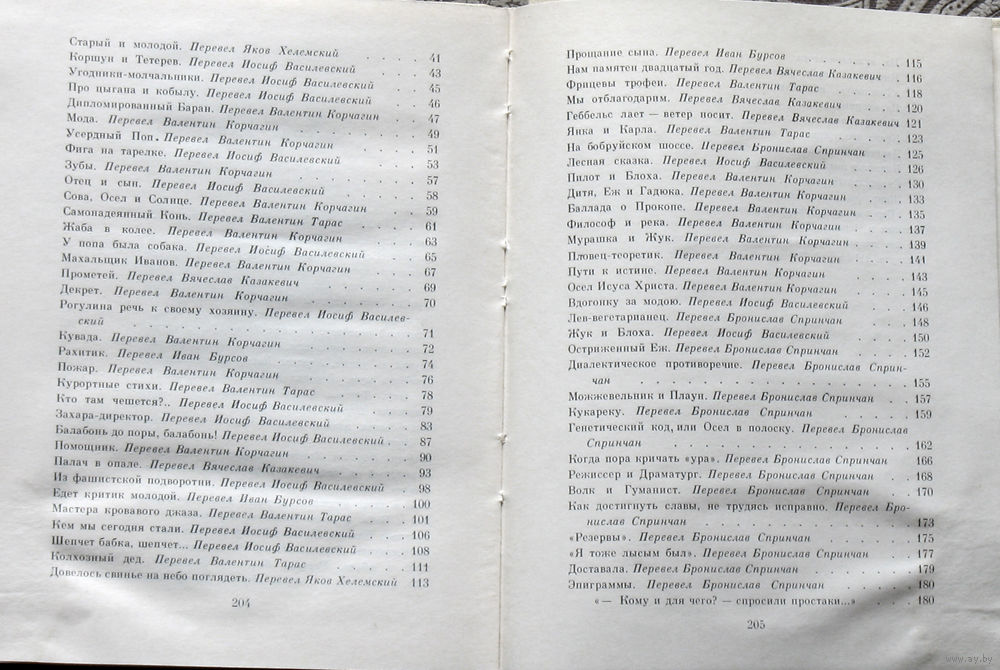 Старый и молодой. Перевел Яков Хелемский . . . . 41
Коршун и Тетерев. Перевел Иосиф Василевский . . 43
Угодники-молчальники. Перевел Иосиф Василевский . . 45
Про цыгана и кобылу. Перевел Иосиф Василевский . . 46
Дипломированный Баран. Перевел Валентин Корчагин . . 47
Мода. Перевел Валентин Корчагин . . . . 49
Усердный Поп. Перевел Валентин Корчагин . . . 51
Фига на тарелке. Перевел Иосиф Василевский . . . 53
Зубы. Перевел Валентин Корчагин . . . . 57
Отец и сын. Перевел Иосиф Василевский . . . 58
Сова, Осел и Солнце. Перевел Валентин Корчагин . . 59
Самонадеянный Конь. Перевел Валентин Тарас . . . 61
Жаба в колее. Перевел Валентин Корчагин . . . 63
У попа была собака. Перевел Иосиф Василевский . . 65
Махальщик Иванов. Перевел Валентин Корчагин . . 67
Прометей. Перевел Вячеслав Казакевич . . . 69
Декрет. Перевел Валентин Корчагин . . . . 70
Рогулина речь к своему хозяину. Перевел Иосиф Василев-
ский . . . . . . . . 71
Кувада. Перевел Валентин Корчагин . . . . 72
Рахитик. Перевел Иван Бурсов . . . . . 74
Пожар. Перевел Валентин Корчагин . . . . 76
Курортные стихи. Перевел Валентин Тарас . . . 78
Кто там чешется?.. Перевел Иосиф Василевский . . 79
Захара-директор. Перевел Иосиф Василевский . . . 83
Балабонь до поры, балабонь! Перевел Иосиф Василевский . 87
Помощник. Перевел Валентин Корчагин . . . . 90
Палач в опале. Перевел Вячеслав Казакевич . . . 93
Из фашистской подворотни. Перевел Иосиф Василевский . 98
Едет критик молодой. Перевел Иван Бурсов . . . 100
Мастера кровавого джаза. Перевел Валентин Тарас . . 101
Кем мы сегодня стали. Перевел Иосиф Василевский . . 106
Шепчет бабка, шепчет... Перевел Иосиф Василевский . . 108
Колхозный дед. Перевел Валентин Тарас . . . 111
Довелось свинье на небо поглядеть. Перевел Яков Хелемский 113
204
Прощание сына. Перевел Иван Бурсов . . . . 115
Нам памятен двадцатый год. Перевел Вячеслав Казакевич . 116
Фрицевы трофеи. Перевел Валентин Тарас . . . 118
Мы отблагодарим. Перевел Вячеслав Казакевич . . . 120
Геббельс лает — ветер носит. Перевел Вячеслав Казакевич 121
Янка и Карла. Перевел Валентин Тарас . . . . 123
На бобруйском шоссе. Перевел Бронислав Спринчан . . 125
Лесная сказка. Перевел Иосиф Василевский . . . 126
Пилот и Блоха. Перевел Валентин Корчагин . . . 130
Дитя, Еж и Гадюка. Перевел Валентин Корчагин . . 133
Баллада о Прокопе. Перевел Валентин Корчагин . . 135
Философ и река. Перевел Валентин Корчагин . . . 137
Мурашка и Жук. Перевел Валентин Корчагин . . . 139
Пловец-теоретик. Перевел Валентин Корчагин . . . 141
Пути к истине. Перевел Валентин Корчагин . . . 143
Осел Исуса Христа. Перевел Валентин Корчагин . . 145
Вдогонку за модою. Перевел Иосиф Василевский . . 146
Лев-вегетарианец. Перевел Бронислав Спринчан . . . 148
Жук и Блоха. Перевел Иосиф Василевский . . . 150
Остриженный Еж. Перевел Бронислав Спринчан . . . 152
Диалектическое противоречие. Перевел Бронислав Сприн-
чан . . . . . . . . 155
Можжевельник и Плаун. Перевел Бронислав Спринчан . . 157
Кукареку. Перевел Бронислав Спринчан . . . . 159
Генетический код, или Осел в полоску. Перевел Бронислав
Спринчан . . . . . . . 162
Когда пора кричать «ура». Перевел Бронислав Спринчан . 166
Режиссер и Драматург. Перевел Бронислав Спринчан . . 168
Волк и Гуманист. Перевел Бронислав Спринчан . . . 170
Как достигнуть славы, не трудясь исправно. Перевел Бро-
нислав Спринчан . . . . . . 173
«Резервы». Перевел Бронислав Спринчан . . . . 175
«Я тоже лысым был». Перевел Бронислав Спринчан . . 177
Доставала. Перевел Бронислав Спринчан . . . . 179
Эпиграммы. Перевел Бронислав Спринчан . . . . 180
«— Кому и для чего? — спросили простаки...» . . . 180
205
www.ay.by